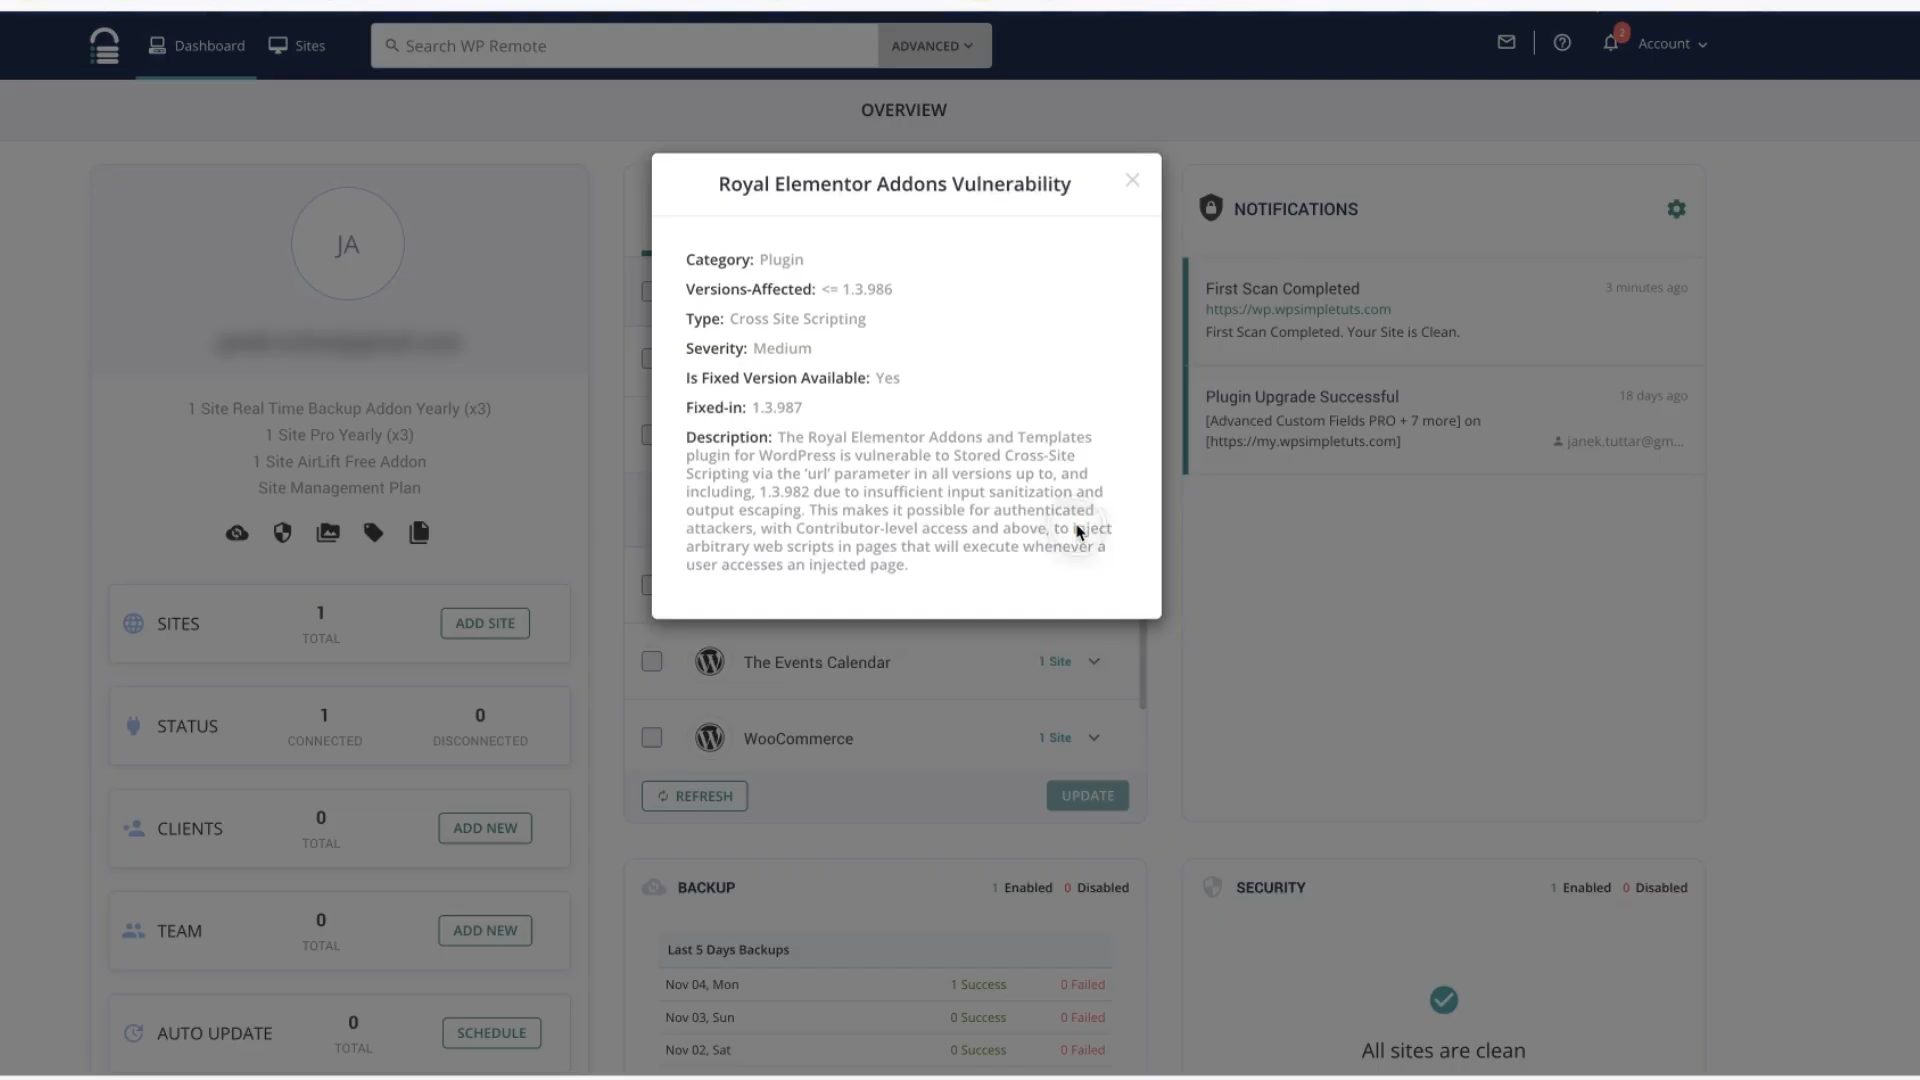 Dashboard
Sites
Search WP Remote
ADVANCED
2
Account
OVERVIEW
Royal Elementor Addons Vulnerability
Category: Plugin
Versions-Affected: <= 1.3.986
Type: Cross Site Scripting
Severity: Medium
Is Fixed Version Available: Yes
Fixed-in: 1.3.987
Description: The Royal Elementor Addons and Templates
plugin for WordPress is vulnerable to Stored Cross-Site
Scripting via the 'url' parameter in all versions up to, and
including, 1.3.982 due to insufficient input sanitization and
output escaping. This makes it possible for authenticated
attackers, with Contributor-level access and above, to inject
arbitrary web scripts in pages that will execute whenever a
user accesses an injected page.
JA
1 Site Real Time Backup Addon Yearly (x3)
1 Site Pro Yearly (x3)
1 Site AirLift Free Addon
Site Management Plan
SITES
1
TOTAL
ADD SITE
STATUS
1
CONNECTED
0
DISCONNECTED
CLIENTS
0
TOTAL
ADD NEW
TEAM
0
TOTAL
ADD NEW
AUTO UPDATE
0
TOTAL
SCHEDULE
The Events Calendar
1 Site
WooCommerce
1 Site
REFRESH
UPDATE
BACKUP
1 Enabled 0 Disabled
Last 5 Days Backups
Nov 04, Mon 1 Success 0 Failed
Nov 03, Sun 0 Success 0 Failed
Nov 02, Sat 0 Success 0 Failed
NOTIFICATIONS
First Scan Completed
3 minutes ago
https://wp.wpsimpletuts.com
First Scan Completed. Your Site is Clean.
Plugin Upgrade Successful
18 days ago
[Advanced Custom Fields PRO + 7 more] on
[https://my.wpsimpletuts.com]
janek.tuttar@gm...
SECURITY
1 Enabled 0 Disabled
All sites are clean